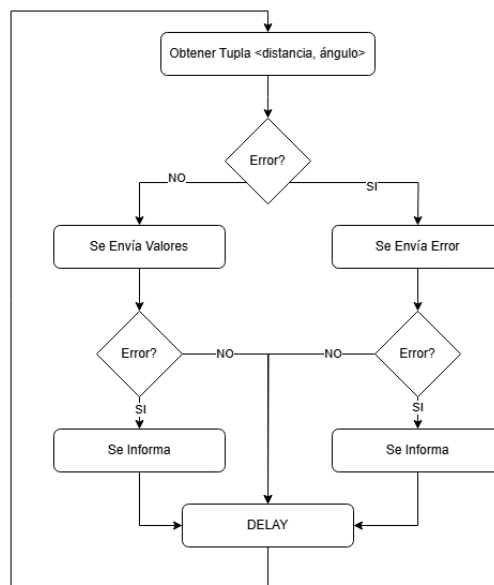 Obtener Tupla <distancia, ángulo>
Error?
NO
SI
Se Envía Valores
Se Envía Error
Error?
NO
NO
Error?
SI
SI
Se Informa
Se Informa
DELAY